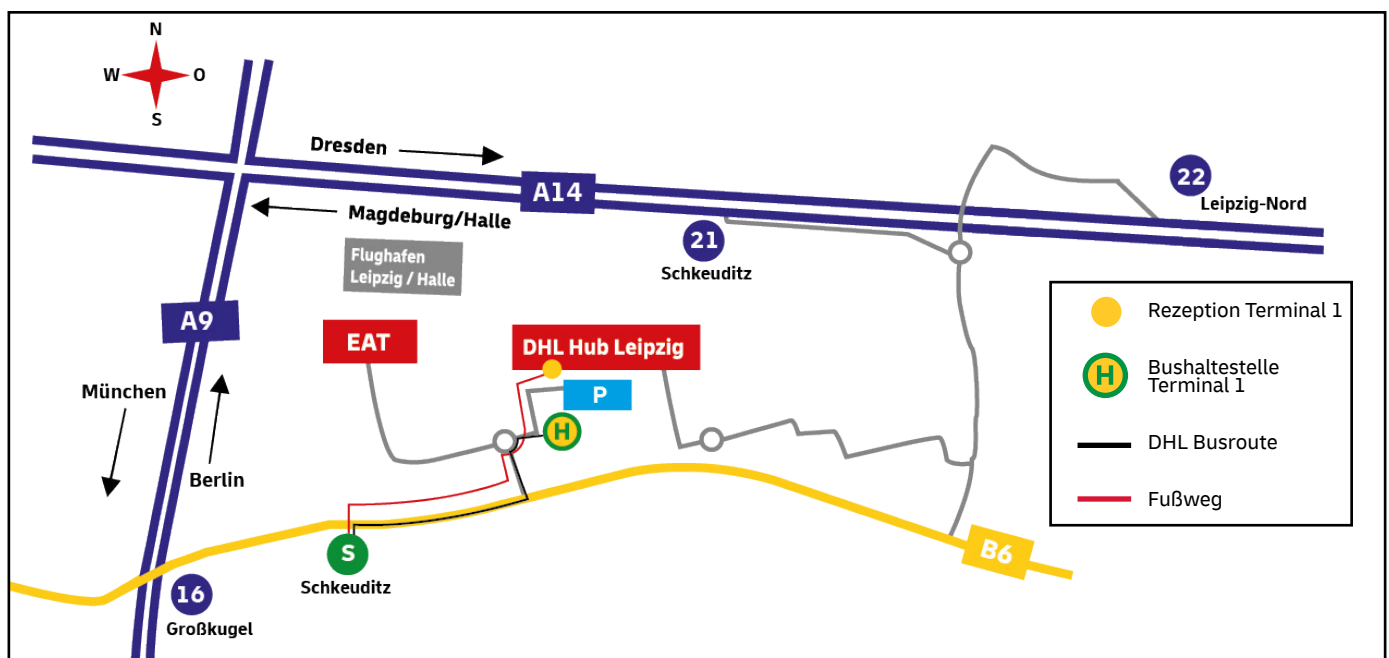 N
W
O
S
Dresden
A14
Magdeburg/Halle
22
Leipzig-Nord
21
Schkeuditz
Flughafen
Leipzig / Halle
A9
EAT
DHL Hub Leipzig
P
H
München
Berlin
S
Schkeuditz
16
Großkugel
B6
Rezeption Terminal 1
H
Bushaltestelle
Terminal 1
DHL Busroute
Fußweg